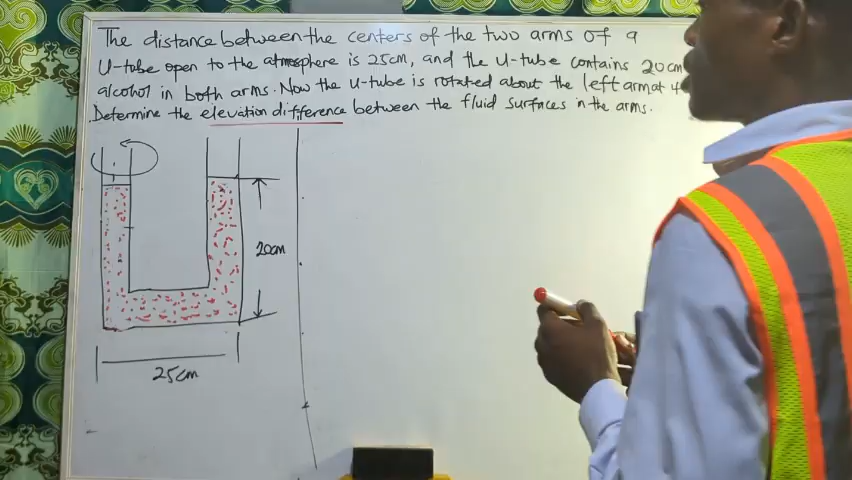 The distance between the centers of the two arms of a
U-tube open to the atmosphere is 25cm, and the U-tube contains 20cm
alcohol in both arms. Now the U-tube is rotated about the left arm at 4
Determine the elevation difference between the fluid surfaces in the arms.
20cm
25cm